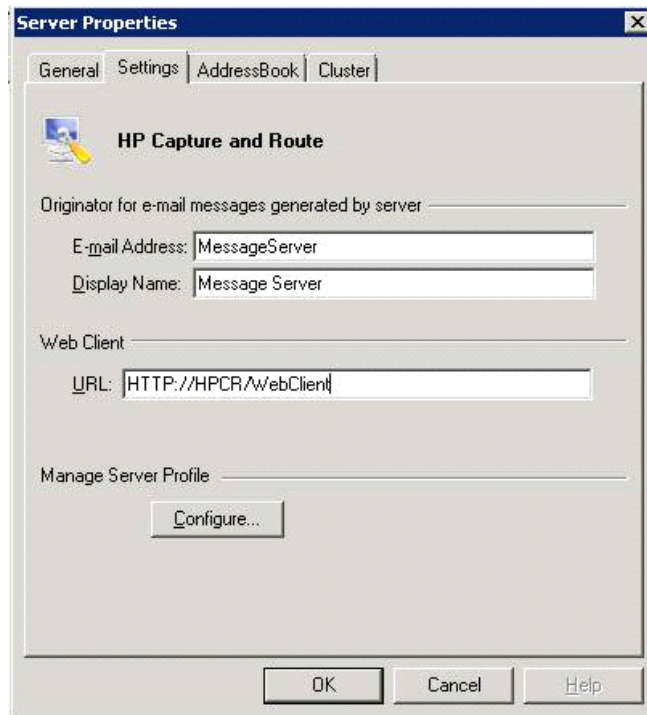 Server Properties
General Settings AddressBook Cluster
HP Capture and Route
Originator for e-mail messages generated by server
E-mail Address: MessageServer
Display Name: Message Server
Web Client
URL: HTTP://HPCR/WebClient
Manage Server Profile
Configure...
OK Cancel Help